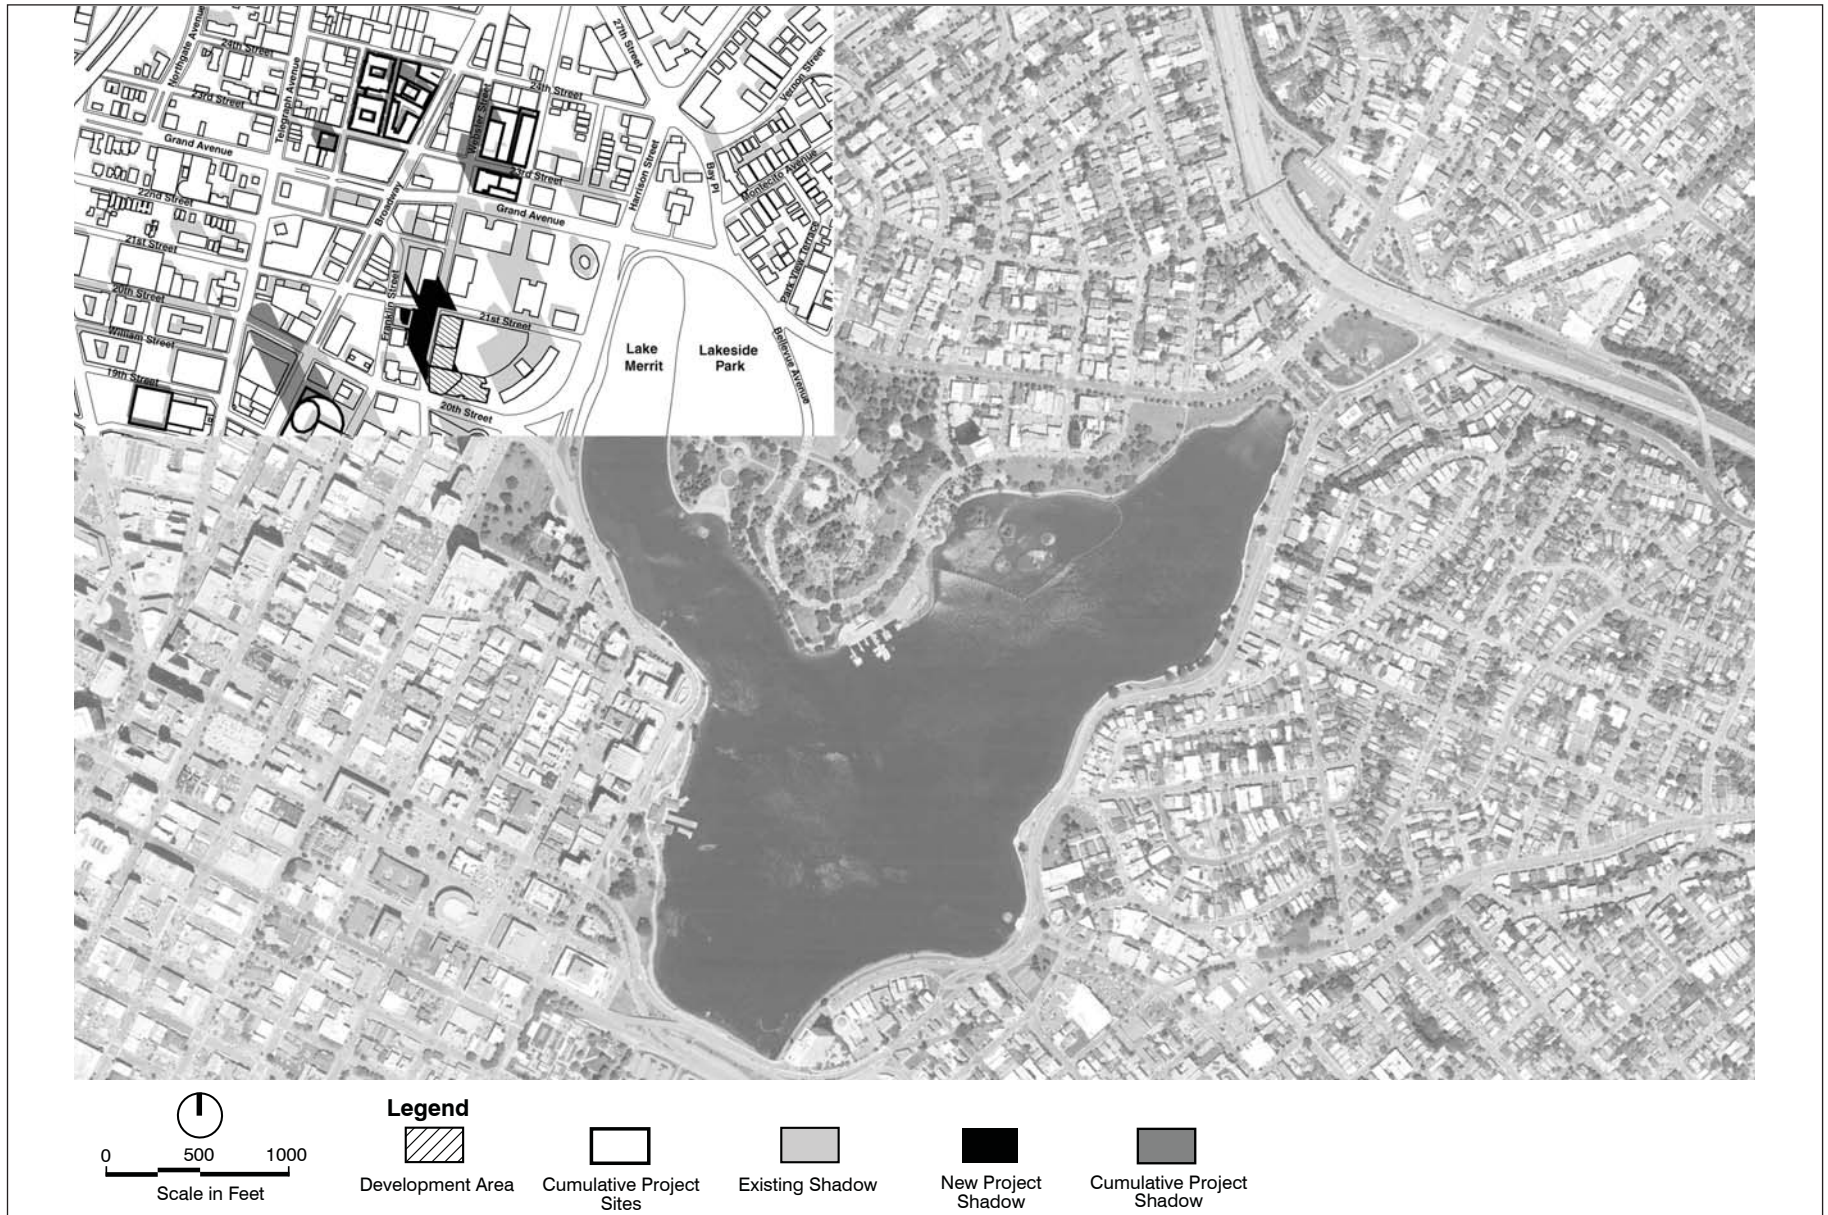 27th Street
Northgate Avenue
24th Street
Telegraph Avenue
23rd Street
Webster Street
24th Street
Vernon Street
Grand Avenue
Harrison Street
Bay Pl
Montecito Avenue
23rd Street
22nd Street
Broadway
Grand Avenue
21st Street
Park View Terrace
Franklin Street
20th Street
21st Street
William Street
Lake
Merrit
Lakeside
Park
Bellevue Avenue
19th Street
20th Street
Legend
0 500 1000
Scale in Feet
Development Area
Cumulative Project
Sites
Existing Shadow
New Project
Shadow
Cumulative Project
Shadow